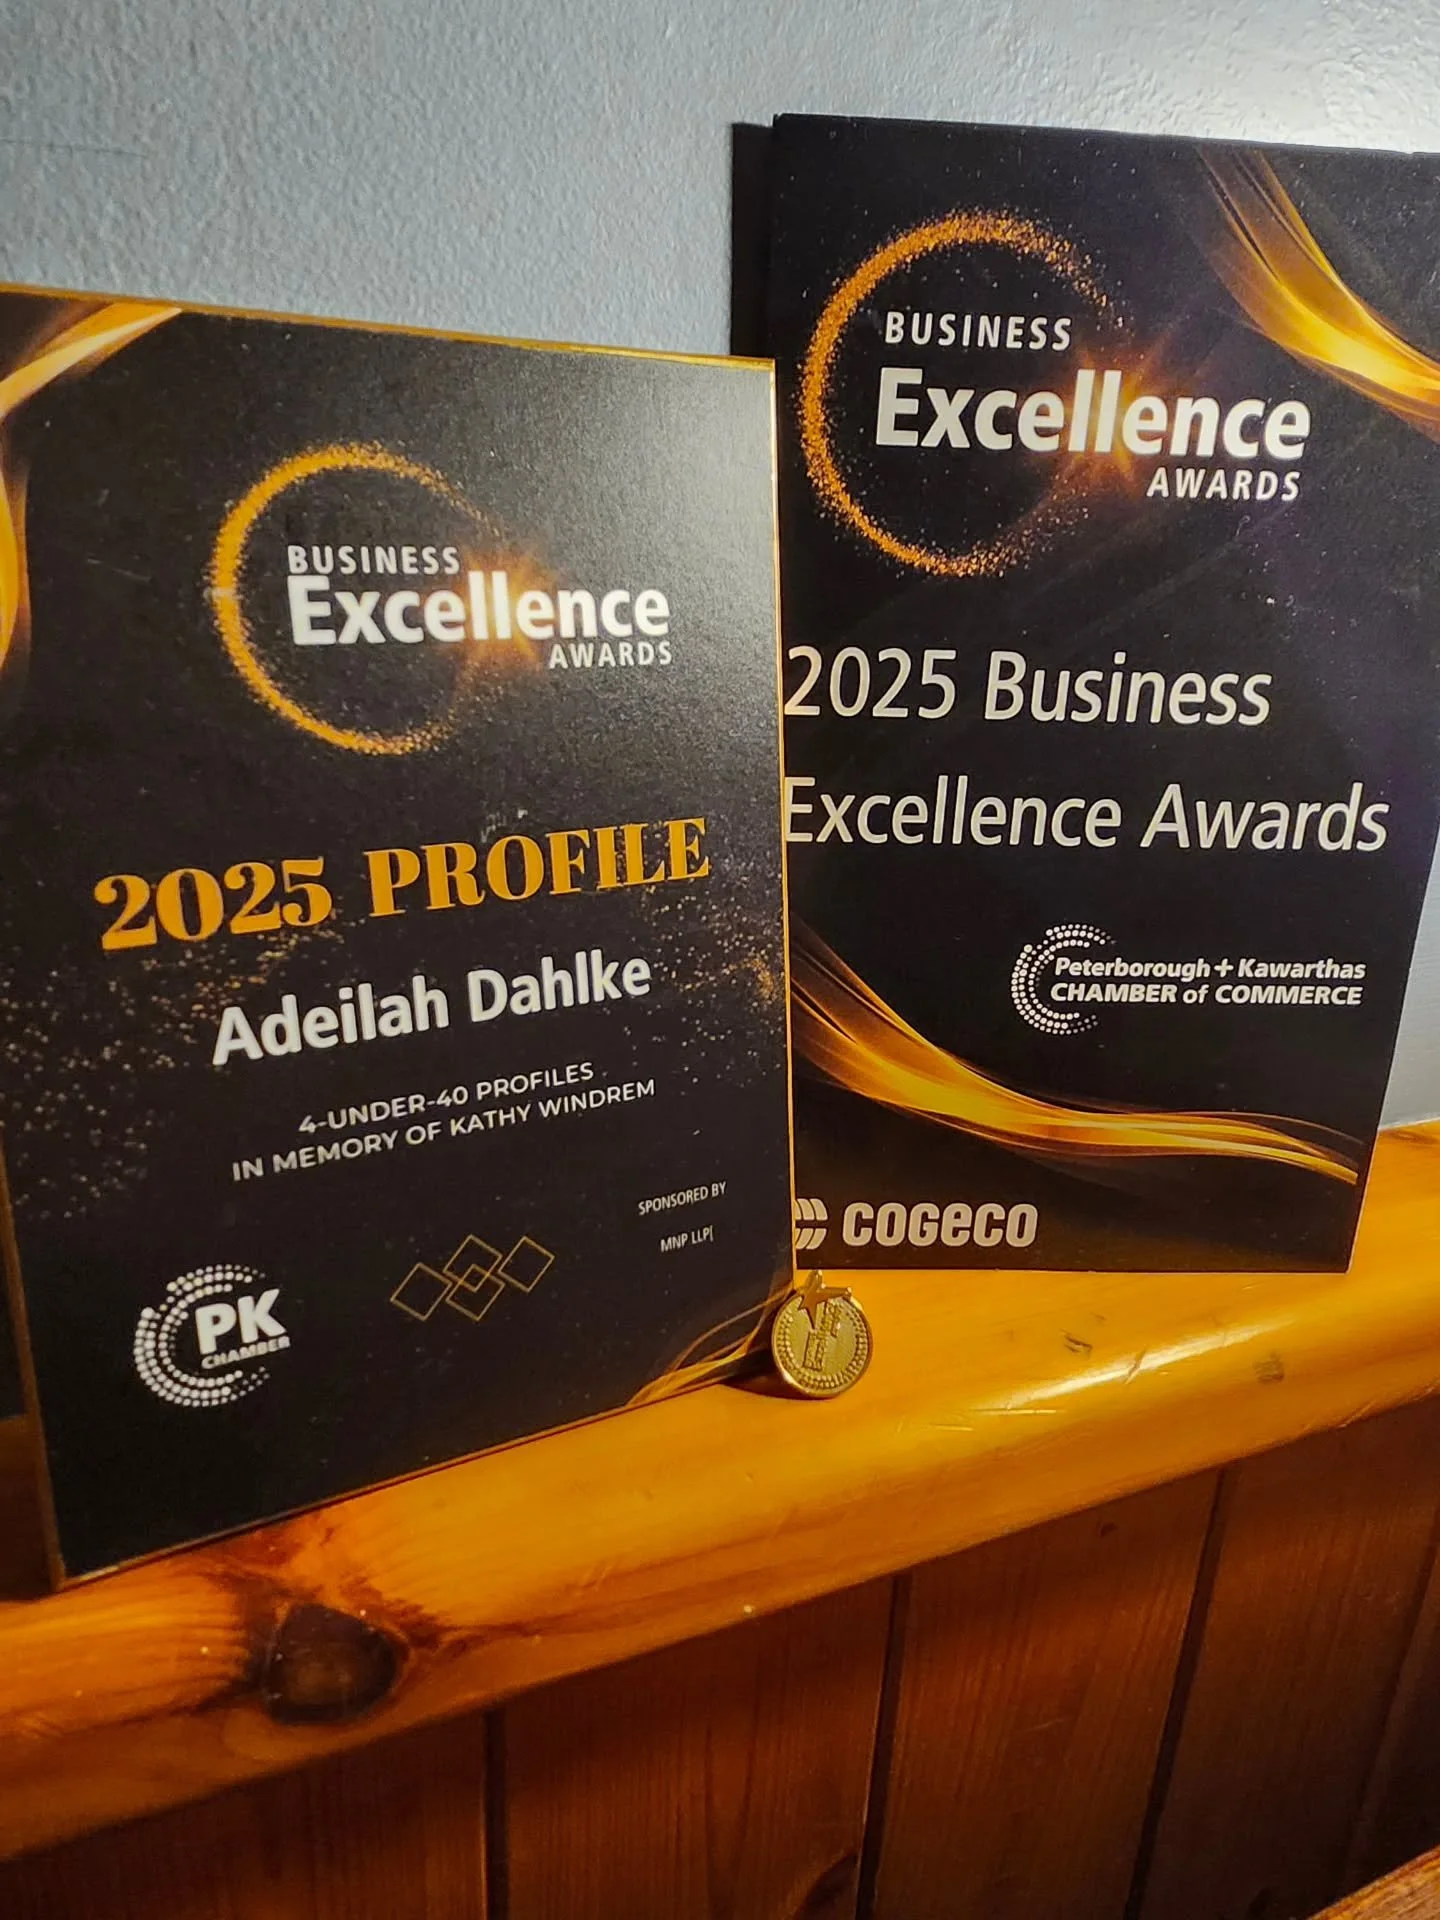 BUSINESS
Excellence
AWARDS
2025 PROFILE
Adeilah Dahlke
4-UNDER-40 PROFILES
IN MEMORY OF KATHY WINDREM
SPONSORED BY
MNP LLP
PK
CHAMBER
BUSINESS
Excellence
AWARDS
2025 Business
Excellence Awards
Peterborough + Kawarthas
CHAMBER of COMMERCE
COGECO